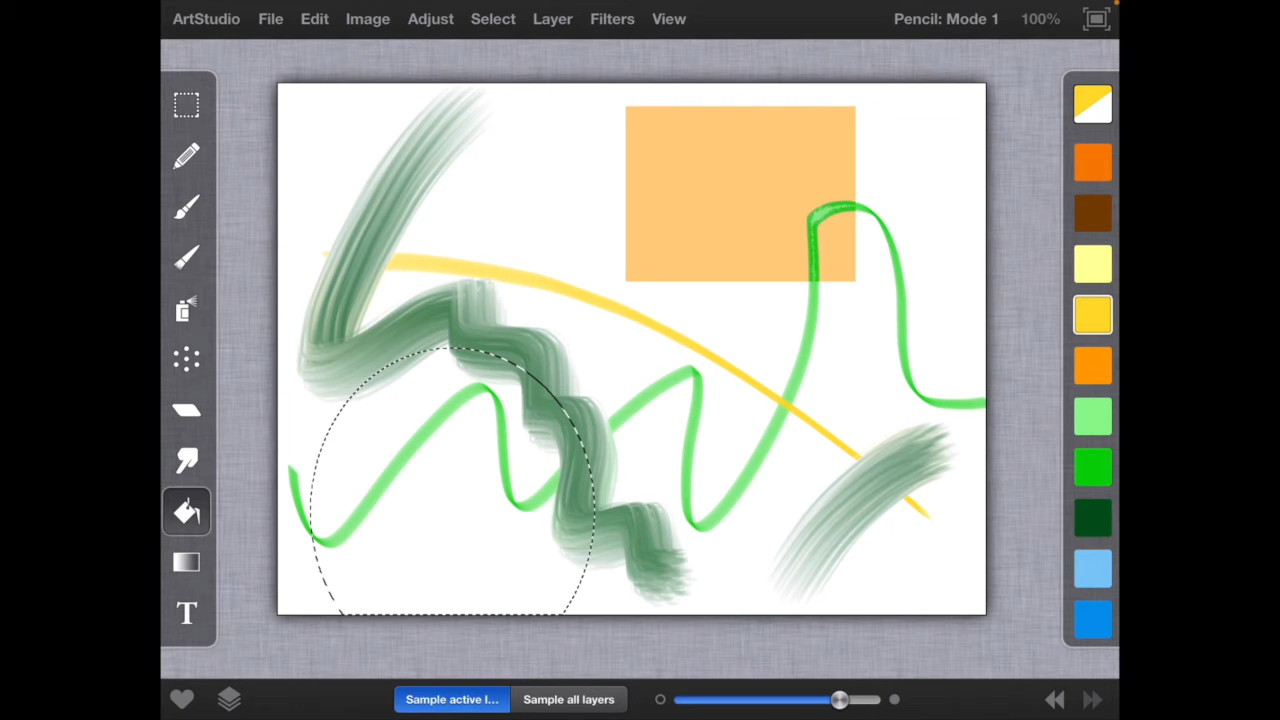 ArtStudio File Edit Image Adjust Select Layer Filters View Pencil: Mode 1 100%
T
Sample active l... Sample all layers